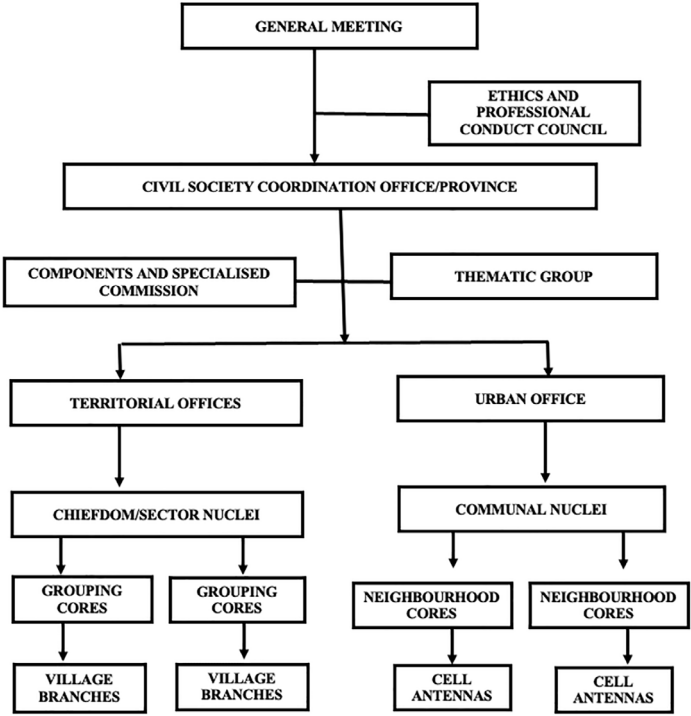 GENERAL MEETING
ETHICS AND
PROFESSIONAL
CONDUCT COUNCIL
CIVIL SOCIETY COORDINATION OFFICE/PROVINCE
COMPONENTS AND SPECIALISED
COMMISSION
THEMATIC GROUP
TERRITORIAL OFFICES
URBAN OFFICE
CHIEFDOM/SECTOR NUCLEI
COMMUNAL NUCLEI
GROUPING
CORES
GROUPING
CORES
NEIGHBOURHOOD
CORES
NEIGHBOURHOOD
CORES
VILLAGE
BRANCHES
VILLAGE
BRANCHES
CELL
ANTENNAS
CELL
ANTENNAS